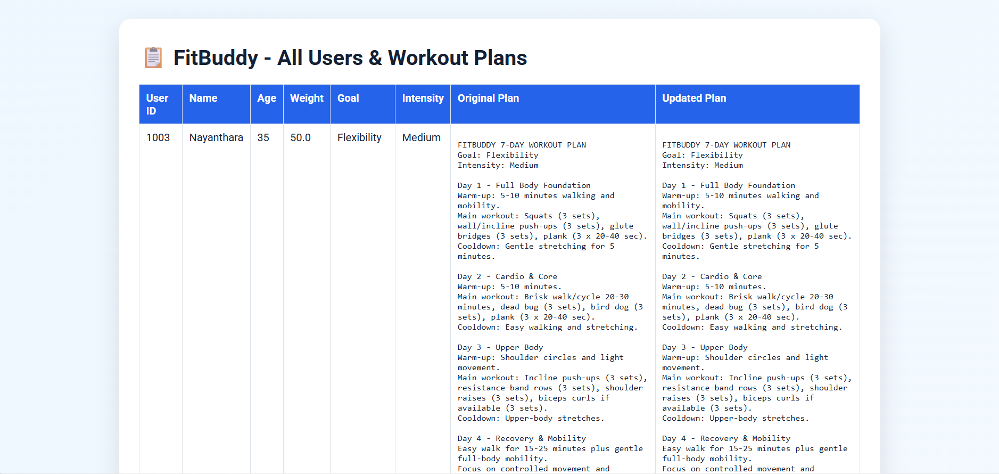 FitBuddy - All Users & Workout Plans
User ID
Name
Age
Weight
Goal
Intensity
Original Plan
Updated Plan
1003
Nayanthara
35
50.0
Flexibility
Medium
FITBUDDY 7-DAY WORKOUT PLAN
Goal: Flexibility
Intensity: Medium
Day 1 - Full Body Foundation
Warm-up: 5-10 minutes walking and
mobility.
Main workout: Squats (3 sets),
wall/incline push-ups (3 sets), glute
bridges (3 sets), plank (3 x 20-40 sec).
Cooldown: Gentle stretching for 5
minutes.
Day 2 - Cardio & Core
Warm-up: 5-10 minutes.
Main workout: Brisk walk/cycle 20-30
minutes, dead bug (3 sets), bird dog (3
sets), plank (3 x 20-40 sec).
Cooldown: Easy walking and stretching.
Day 3 - Upper Body
Warm-up: Shoulder circles and light
movement.
Main workout: Incline push-ups (3 sets),
resistance-band rows (3 sets), shoulder
raises (3 sets), biceps curls if
available (3 sets).
Cooldown: Upper-body stretches.
Day 4 - Recovery & Mobility
Easy walk for 15-25 minutes plus gentle
full-body mobility.
Focus on controlled movement and
FITBUDDY 7-DAY WORKOUT PLAN
Goal: Flexibility
Intensity: Medium
Day 1 - Full Body Foundation
Warm-up: 5-10 minutes walking and
mobility.
Main workout: Squats (3 sets),
wall/incline push-ups (3 sets), glute
bridges (3 sets), plank (3 x 20-40 sec).
Cooldown: Gentle stretching for 5
minutes.
Day 2 - Cardio & Core
Warm-up: 5-10 minutes.
Main workout: Brisk walk/cycle 20-30
minutes, dead bug (3 sets), bird dog (3
sets), plank (3 x 20-40 sec).
Cooldown: Easy walking and stretching.
Day 3 - Upper Body
Warm-up: Shoulder circles and light
movement.
Main workout: Incline push-ups (3 sets),
resistance-band rows (3 sets), shoulder
raises (3 sets), biceps curls if
available (3 sets).
Cooldown: Upper-body stretches.
Day 4 - Recovery & Mobility
Easy walk for 15-25 minutes plus gentle
full-body mobility.
Focus on controlled movement and